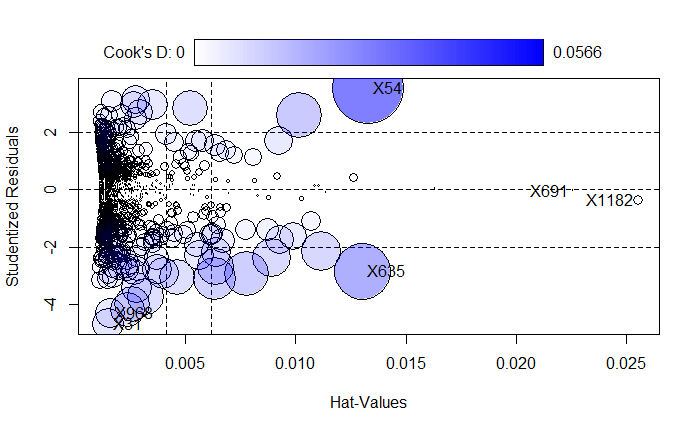 Cook's D: 0 0.0566
X54
2
0
X691
X1182
-2
X635
X968
-4
X31
Studentized Residuals
0.005 0.010 0.015 0.020 0.025
Hat-Values